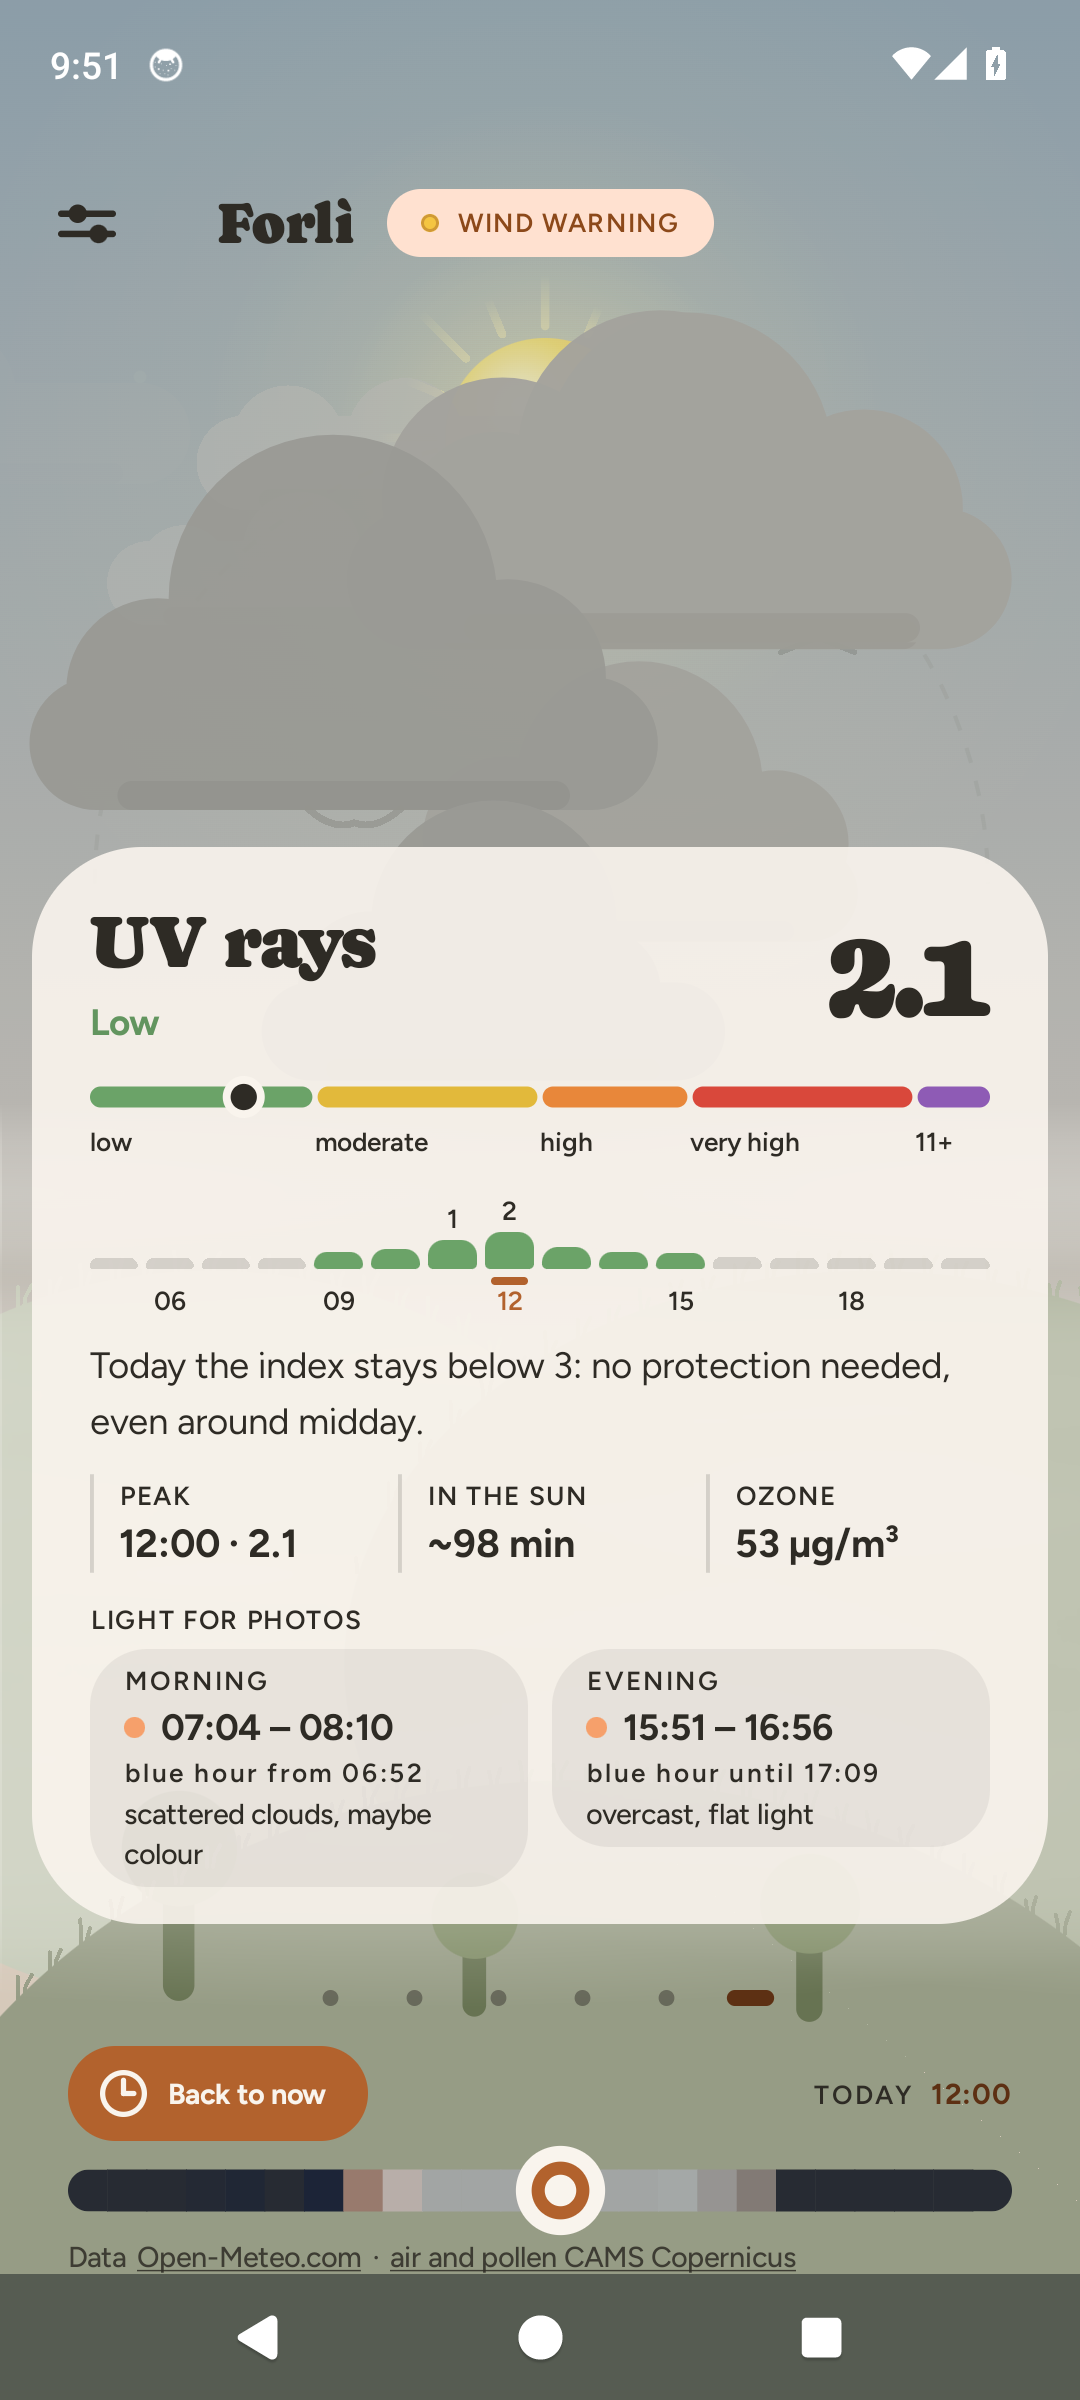 9:51
Forlì
WIND WARNING
UV rays
2.1
Low
low moderate high very high 11+
1 2
06 09 12 15 18
Today the index stays below 3: no protection needed,
even around midday.
PEAK IN THE SUN OZONE
12:00 · 2.1 ~98 min 53 µg/m³
LIGHT FOR PHOTOS
MORNING
07:04 – 08:10
blue hour from 06:52
scattered clouds, maybe
colour
EVENING
15:51 – 16:56
blue hour until 17:09
overcast, flat light
Back to now
TODAY 12:00
Data Open-Meteo.com · air and pollen CAMS Copernicus